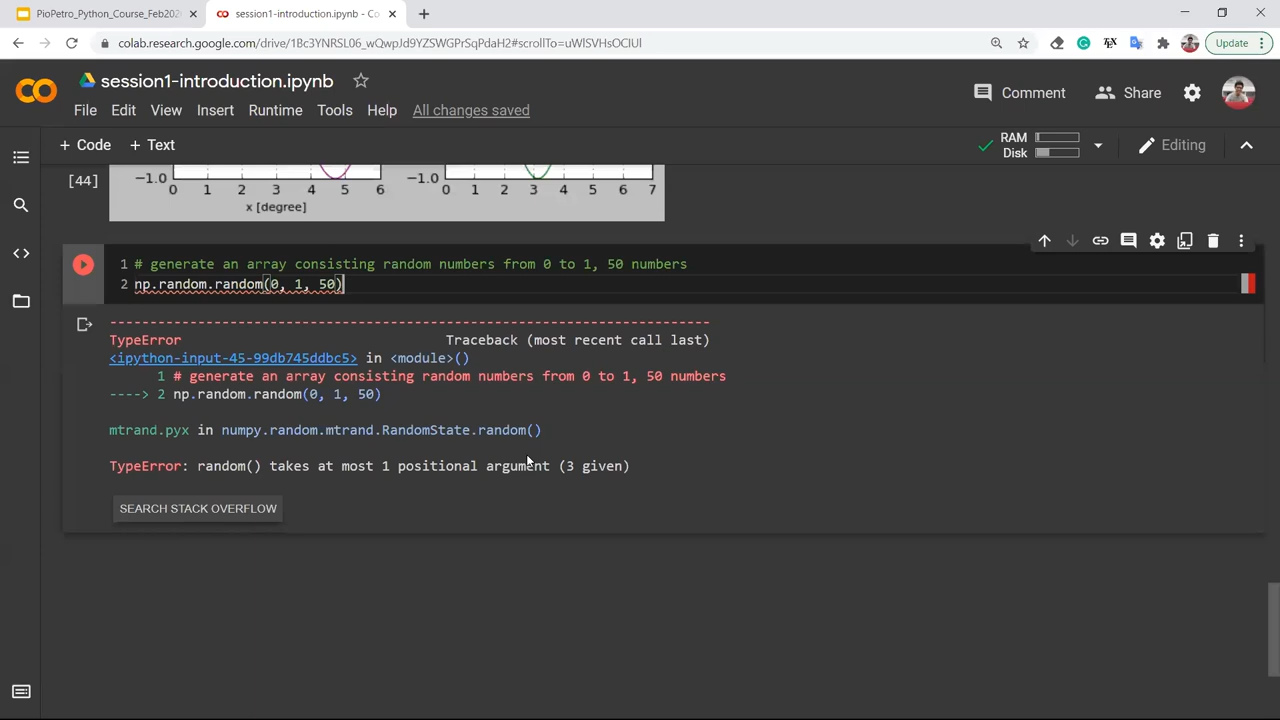 PioPetro_Python_Course_Feb202
session1-introduction.ipynb - Co
colab.research.google.com/drive/1Bc3YNRSL06_wQwpJd9YZSWGPrSqPdaH2#scrollTo=uWlSVHsOCIUl
Update
session1-introduction.ipynb
File Edit View Insert Runtime Tools Help All changes saved
Comment Share
+ Code + Text
RAM
Disk
Editing
[44]
−1.0 −1.0
0 1 2 3 4 5 6 0 1 2 3 4 5 6 7
x [degree]
1 # generate an array consisting random numbers from 0 to 1, 50 numbers
2 np.random.random(0, 1, 50)
---------------------------------------------------------------------------
TypeError Traceback (most recent call last)
<ipython-input-45-99db745ddbc5> in <module>()
1 # generate an array consisting random numbers from 0 to 1, 50 numbers
----> 2 np.random.random(0, 1, 50)
mtrand.pyx in numpy.random.mtrand.RandomState.random()
TypeError: random() takes at most 1 positional argument (3 given)
SEARCH STACK OVERFLOW